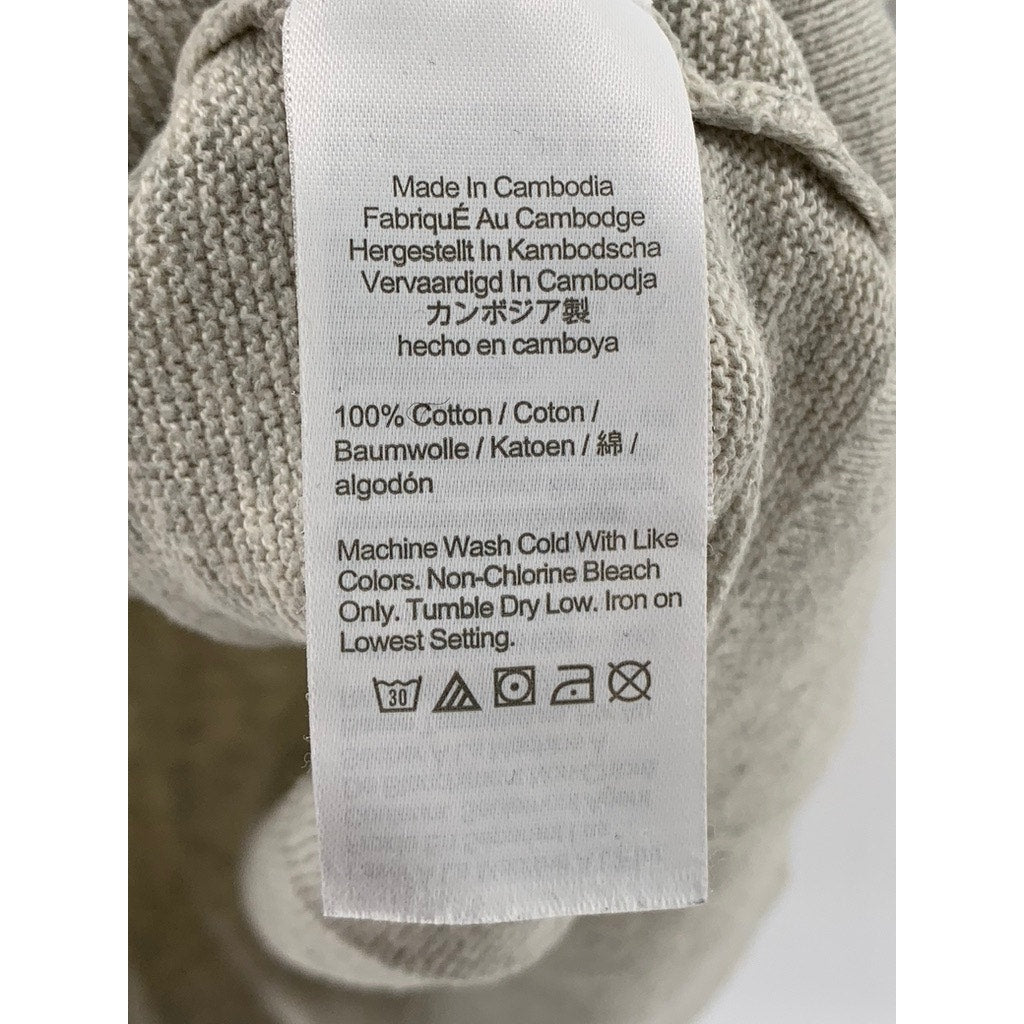 Made In Cambodia
FabriquÉ Au Cambodge
Hergestellt In Kambodscha
Vervaardigd In Cambodja
カンボジア製
hecho en camboya
100% Cotton / Coton /
Baumwolle / Katoen / 綿 /
algodón
Machine Wash Cold With Like
Colors. Non-Chlorine Bleach
Only. Tumble Dry Low. Iron on
Lowest Setting.
30